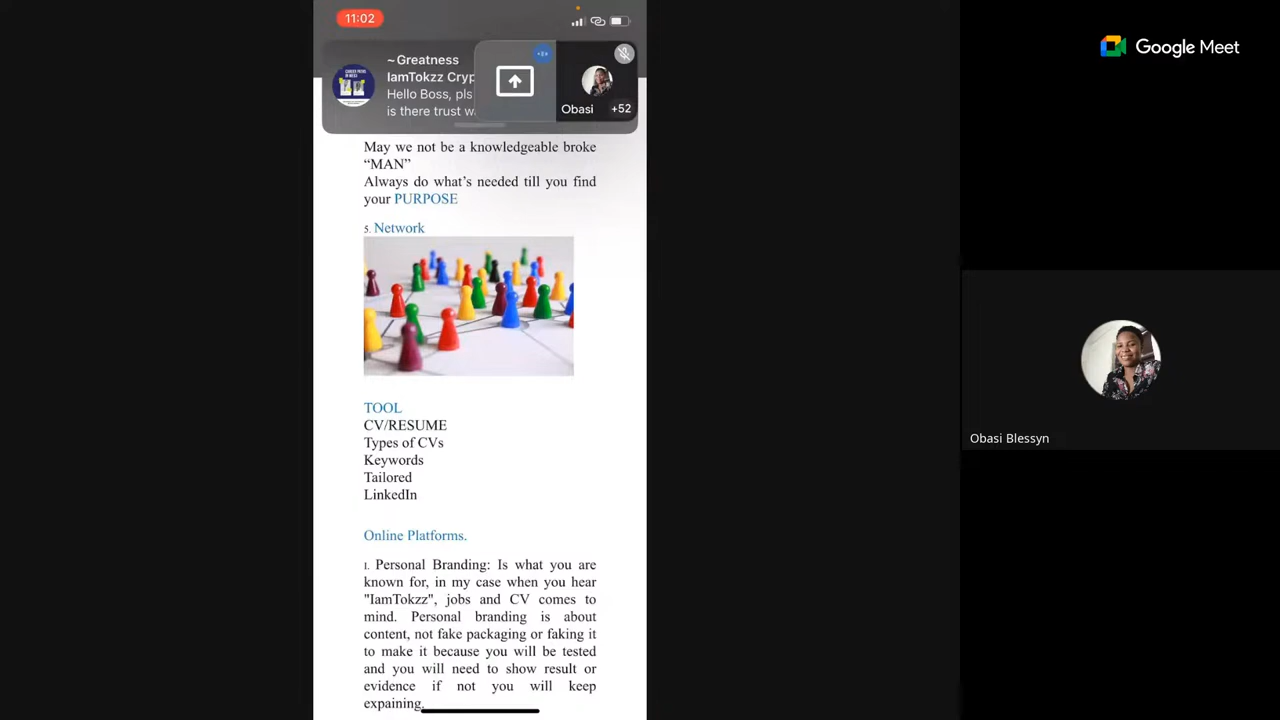 11:02
~Greatness
IamTokzz Cryp
Hello Boss, pls
is there trust w
Obasi
+52
Google Meet
May we not be a knowledgeable broke
“MAN”
Always do what’s needed till you find
your PURPOSE
5. Network
TOOL
CV/RESUME
Types of CVs
Keywords
Tailored
LinkedIn
Online Platforms.
1. Personal Branding: Is what you are
known for, in my case when you hear
"IamTokzz", jobs and CV comes to
mind. Personal branding is about
content, not fake packaging or faking it
to make it because you will be tested
and you will need to show result or
evidence if not you will keep
expaining.
Obasi Blessyn